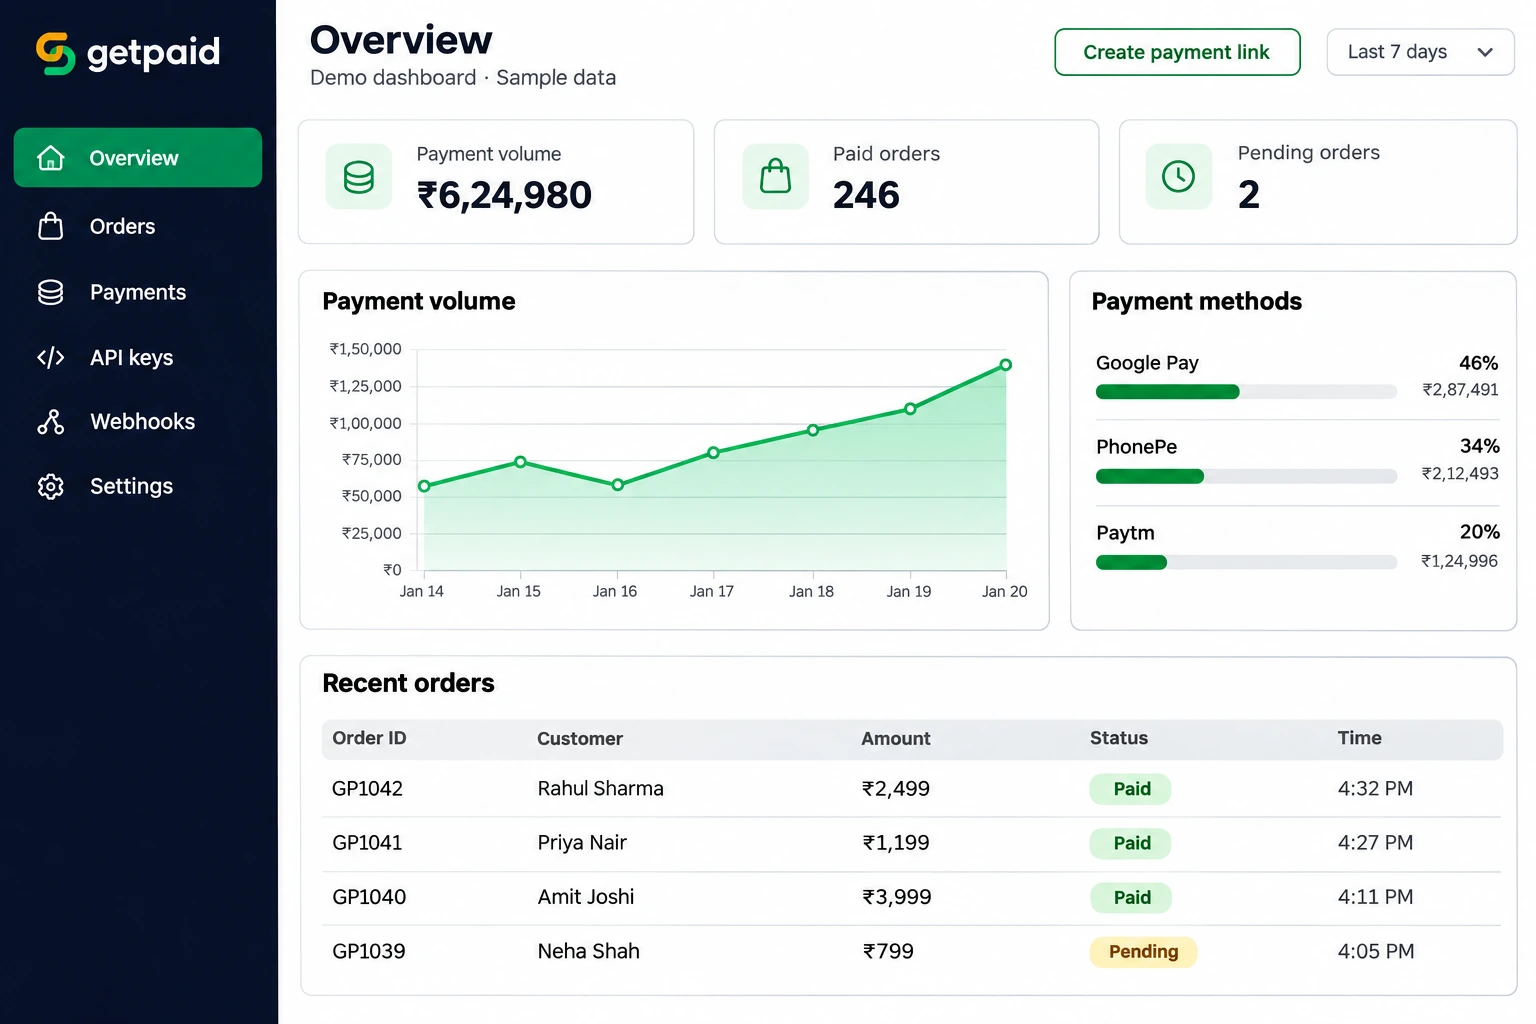 getpaid
Overview
Orders
Payments
API keys
Webhooks
Settings
Overview
Demo dashboard · Sample data
Create payment link
Last 7 days
Payment volume
₹6,24,980
Paid orders
246
Pending orders
2
Payment volume
₹1,50,000
₹1,25,000
₹1,00,000
₹75,000
₹50,000
₹25,000
₹0
Jan 14 Jan 15 Jan 16 Jan 17 Jan 18 Jan 19 Jan 20
Payment methods
Google Pay 46%
₹2,87,491
PhonePe 34%
₹2,12,493
Paytm 20%
₹1,24,996
Recent orders
Order ID Customer Amount Status Time
GP1042 Rahul Sharma ₹2,499 Paid 4:32 PM
GP1041 Priya Nair ₹1,199 Paid 4:27 PM
GP1040 Amit Joshi ₹3,999 Paid 4:11 PM
GP1039 Neha Shah ₹799 Pending 4:05 PM